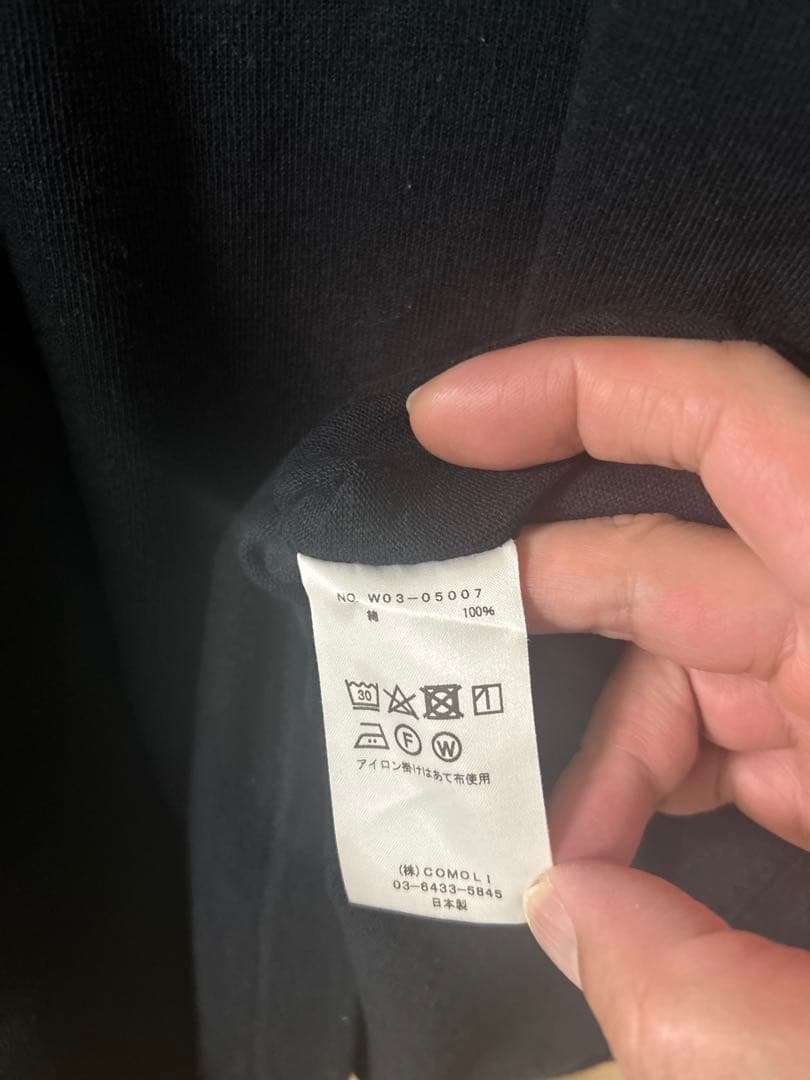 NO. W03-05007
綿 100%
30
F W
アイロン掛けはあて布使用
(株)COMOLI
03-6433-5845
日本製